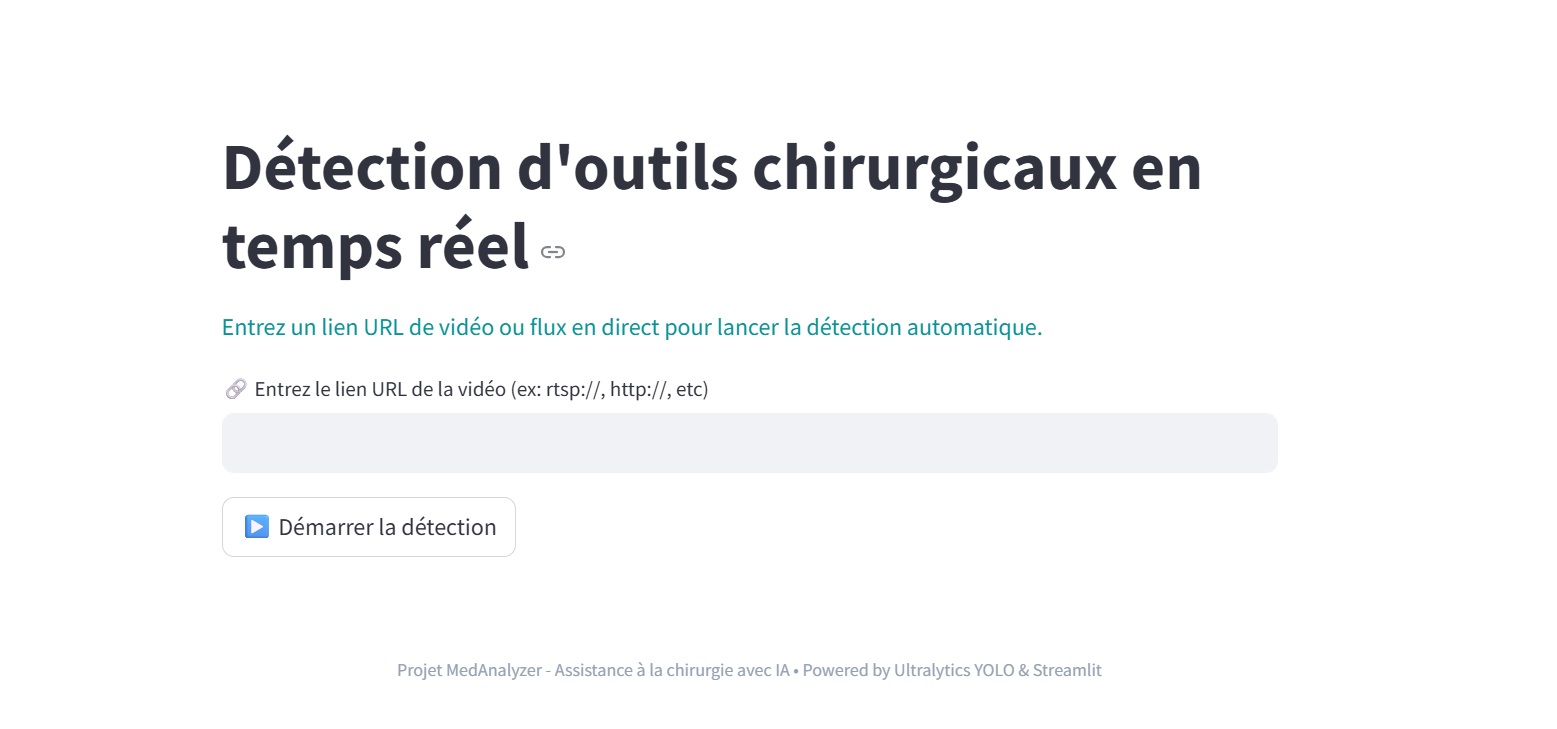 Détection d'outils chirurgicaux en
temps réel
Entrez un lien URL de vidéo ou flux en direct pour lancer la détection automatique.
🔗 Entrez le lien URL de la vidéo (ex: rtsp://, http://, etc)
▶️ Démarrer la détection
Projet MedAnalyzer - Assistance à la chirurgie avec IA • Powered by Ultralytics YOLO & Streamlit